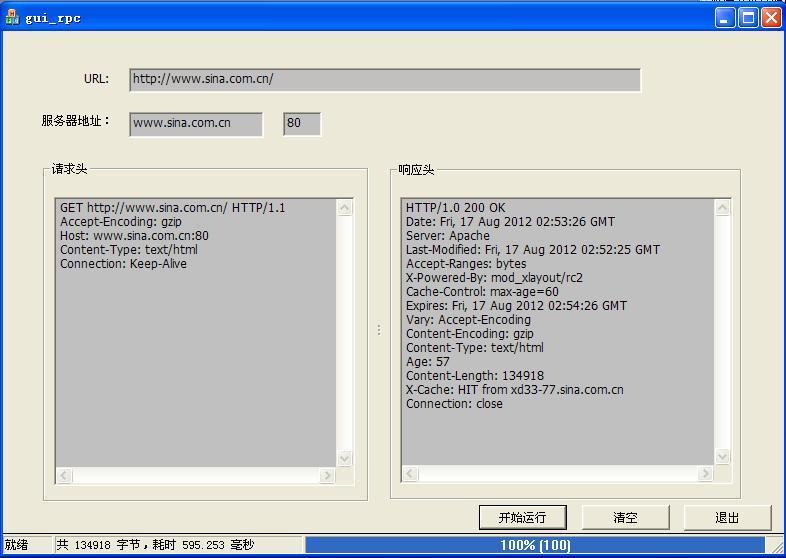 gui_rpc
URL: http://www.sina.com.cn/
服务器地址： www.sina.com.cn 80
请求头
GET http://www.sina.com.cn/ HTTP/1.1
Accept-Encoding: gzip
Host: www.sina.com.cn:80
Content-Type: text/html
Connection: Keep-Alive
响应头
HTTP/1.0 200 OK
Date: Fri, 17 Aug 2012 02:53:26 GMT
Server: Apache
Last-Modified: Fri, 17 Aug 2012 02:52:25 GMT
Accept-Ranges: bytes
X-Powered-By: mod_xlayout/rc2
Cache-Control: max-age=60
Expires: Fri, 17 Aug 2012 02:54:26 GMT
Vary: Accept-Encoding
Content-Encoding: gzip
Content-Type: text/html
Age: 57
Content-Length: 134918
X-Cache: HIT from xd33-77.sina.com.cn
Connection: close
开始运行 清空 退出
就绪 共 134918 字节，耗时 595.253 毫秒 100% (100)